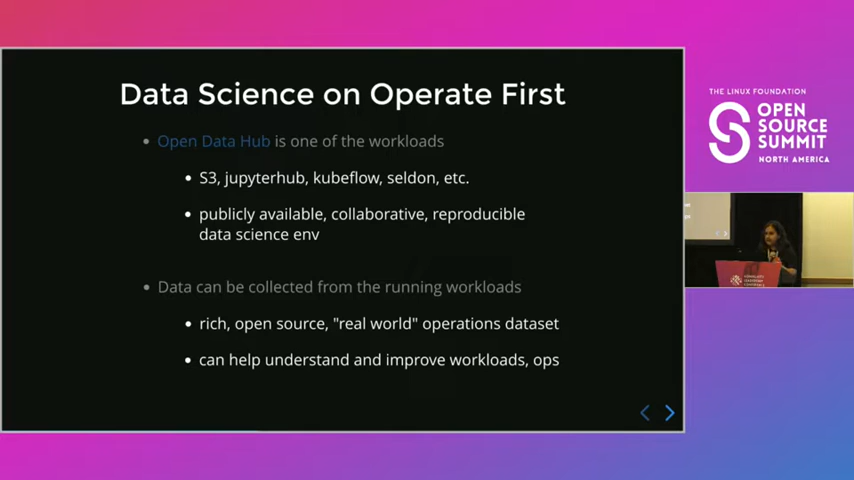 Data Science on Operate First
Open Data Hub is one of the workloads
S3, jupyterhub, kubeflow, seldon, etc.
publicly available, collaborative, reproducible
data science env
Data can be collected from the running workloads
rich, open source, "real world" operations dataset
can help understand and improve workloads, ops
THE LINUX FOUNDATION
OPEN
SOURCE
SUMMIT
NORTH AMERICA